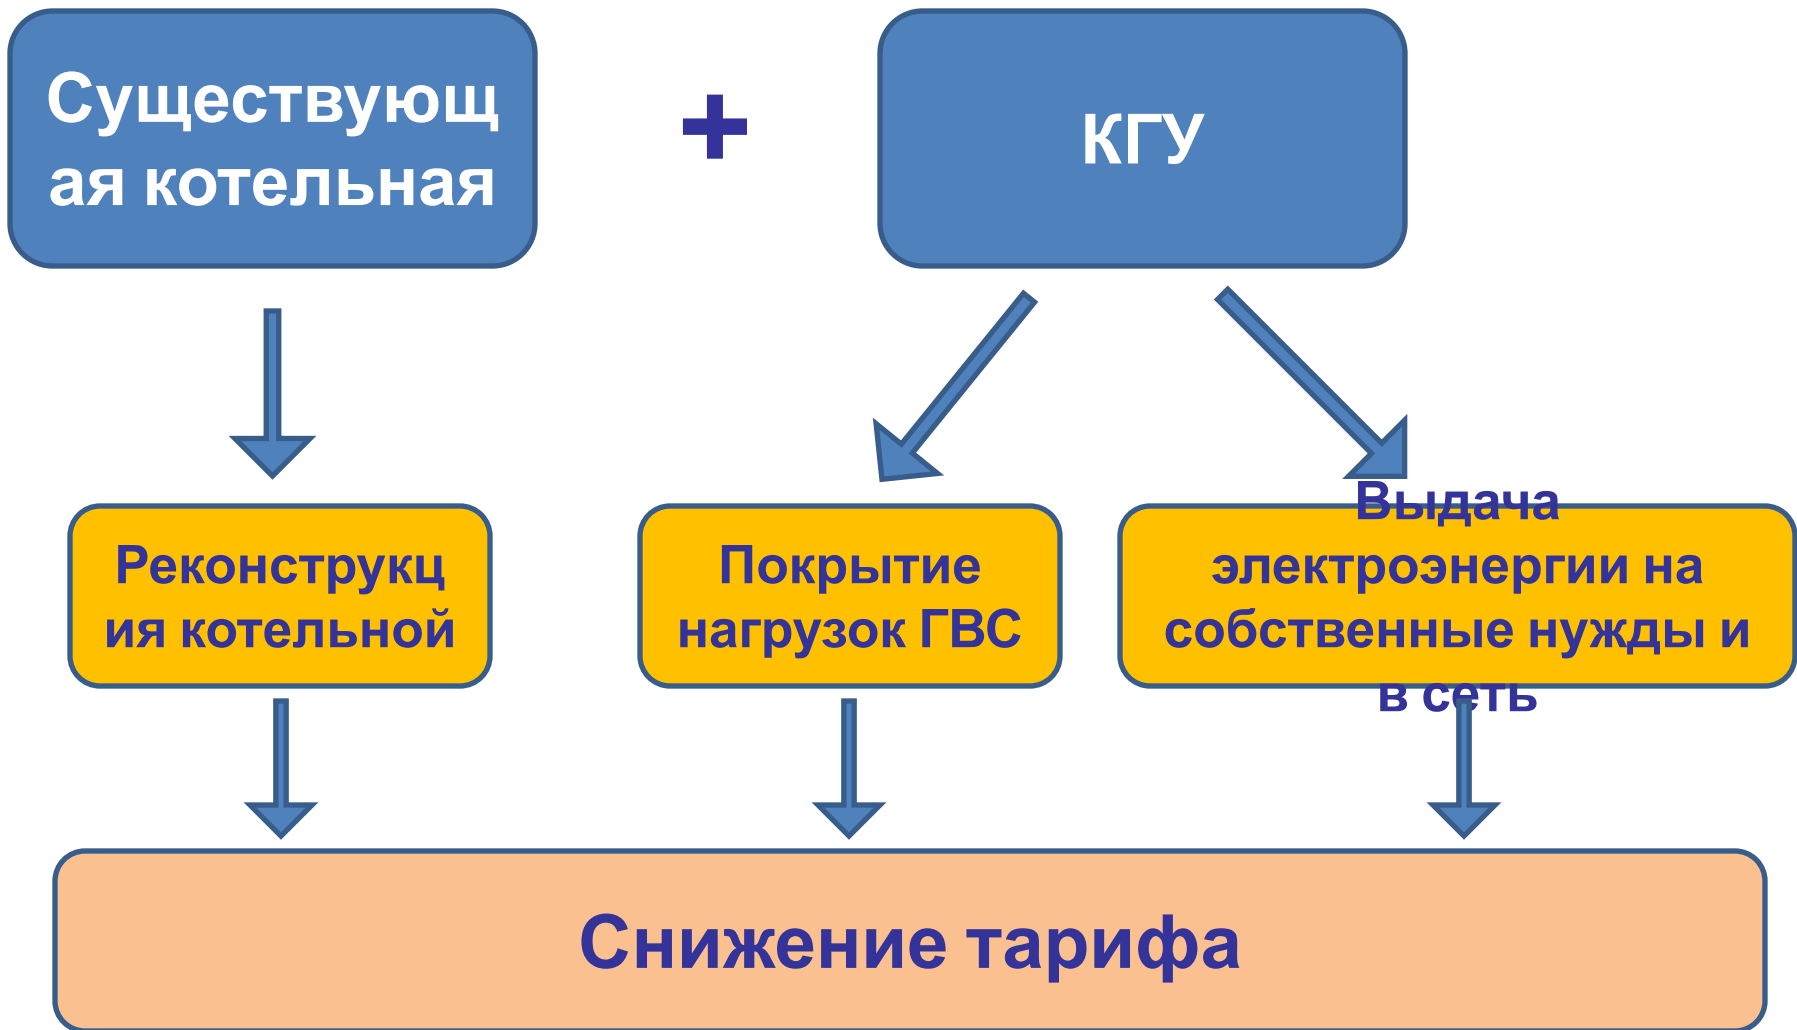 Существующ
ая котельная
+
КГУ
Реконструкц
ия котельной
Покрытие
нагрузок ГВС
Выдача
электроэнергии на
собственные нужды и
в сеть
Снижение тарифа